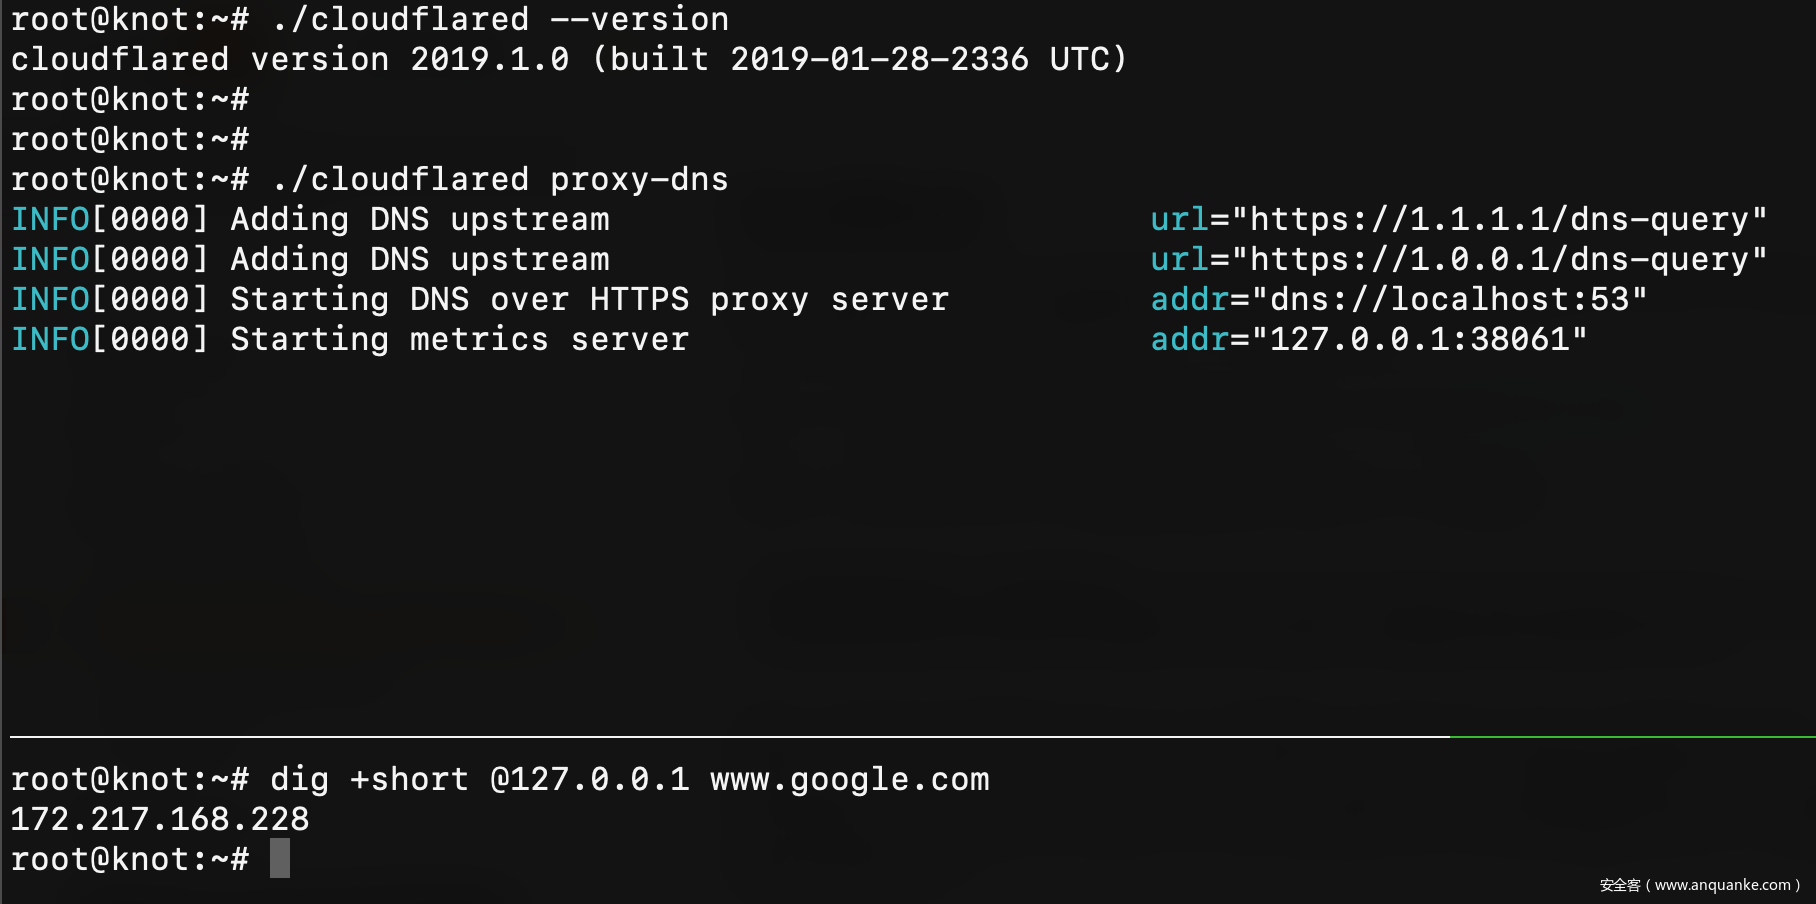 root@knot:~# ./cloudflared --version
cloudflared version 2019.1.0 (built 2019-01-28-2336 UTC)
root@knot:~#
root@knot:~#
root@knot:~# ./cloudflared proxy-dns
INFO[0000] Adding DNS upstream url="https://1.1.1.1/dns-query"
INFO[0000] Adding DNS upstream url="https://1.0.0.1/dns-query"
INFO[0000] Starting DNS over HTTPS proxy server addr="dns://localhost:53"
INFO[0000] Starting metrics server addr="127.0.0.1:38061"
root@knot:~# dig +short @127.0.0.1 www.google.com
172.217.168.228
root@knot:~#
安全客（www.anquanke.com）